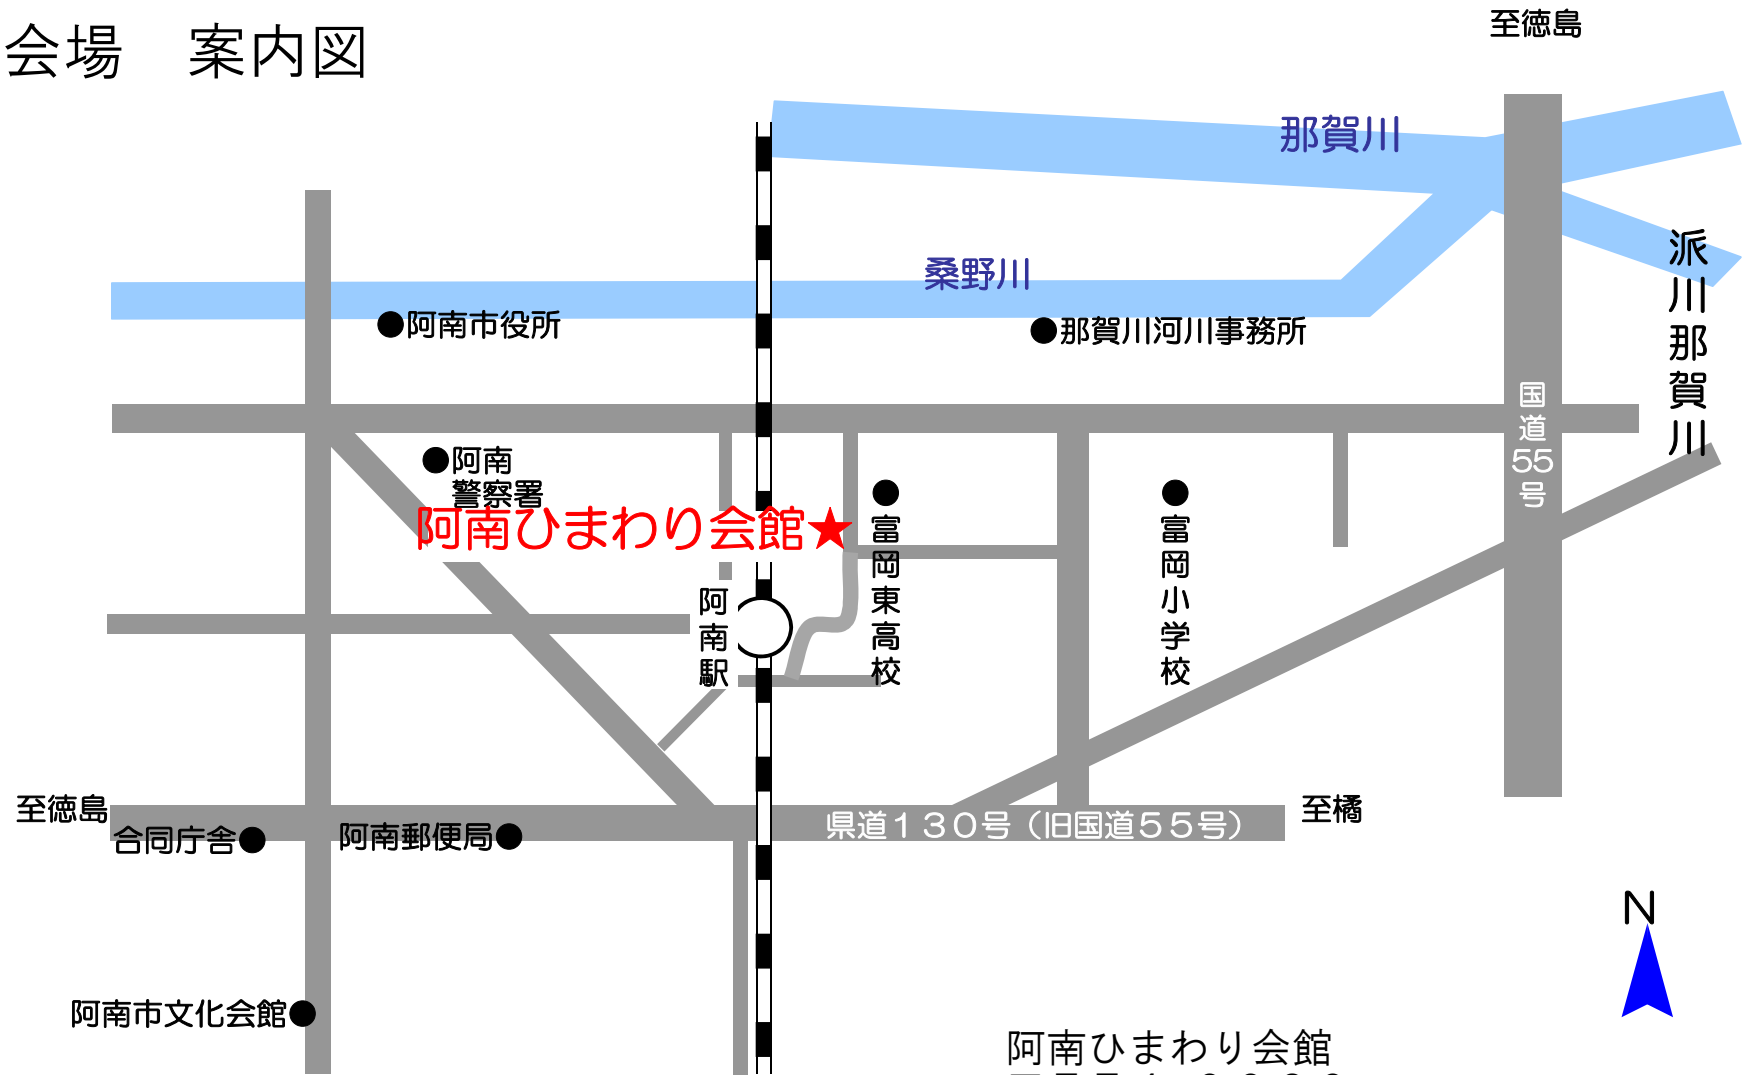 会場　案内図
至徳島
那賀川
桑野川
派川那賀川
阿南市役所
那賀川河川事務所
国道55号
阿南
警察署
阿南ひまわり会館★
富岡東高校
富岡小学校
阿南駅
至徳島
県道１３０号（旧国道５５号）
至橘
合同庁舎
阿南郵便局
N
阿南市文化会館
阿南ひまわり会館